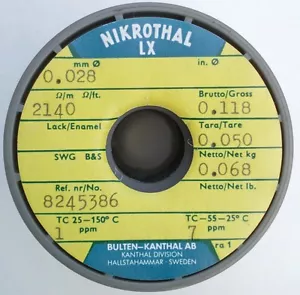 NIKROTHAL
LX
mm Ø in. Ø
0.028
Ω/m Ω/ft. Brutto/Gross
2140 0.118
Lack/Enamel Tara/Tare
0.050
SWG B&S Netto/Net kg
0.068
Ref. nr/No. Netto/Net lb.
8245386
TC 25-150° C TC-55-25° C
1 ppm 7 ppm
BULTEN-KANTHAL AB
KANTHAL DIVISION
HALLSTAHAMMAR · SWEDEN